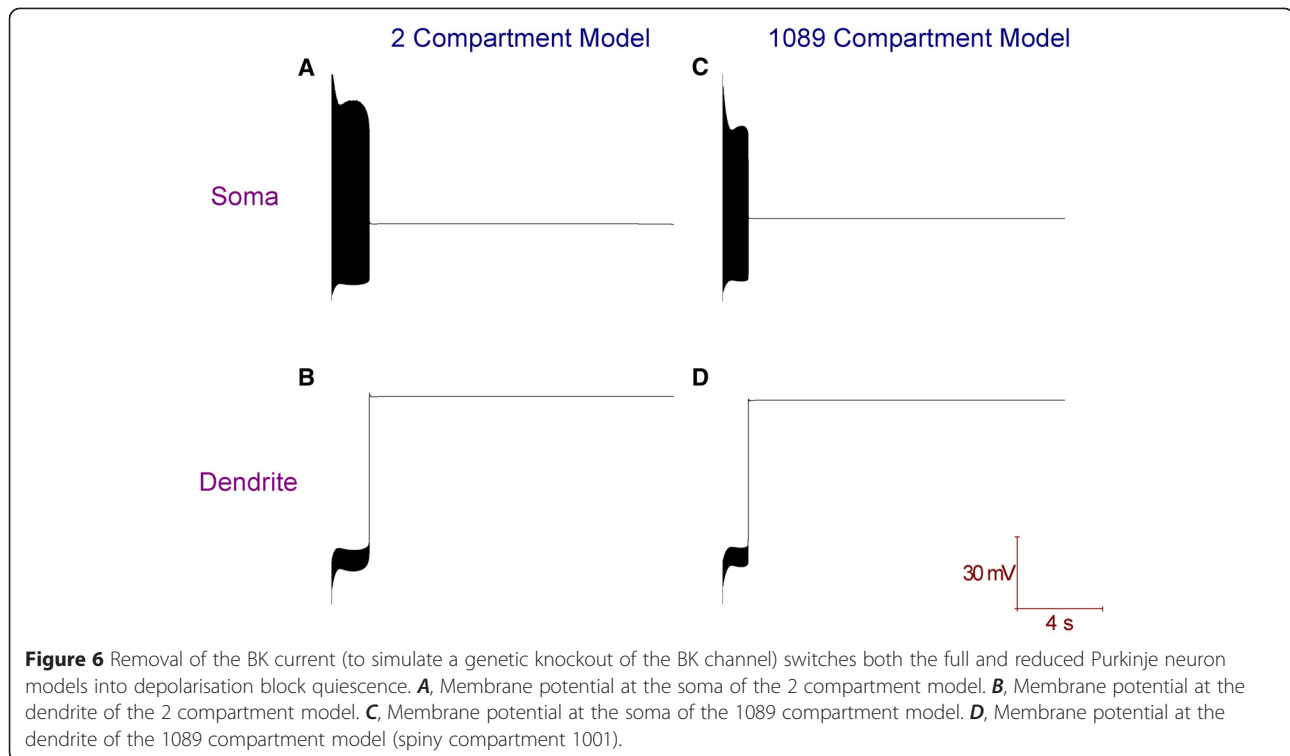 2 Compartment Model
1089 Compartment Model
A
C
Soma
B
D
Dendrite
30 mV
4 s
Figure 6 Removal of the BK current (to simulate a genetic knockout of the BK channel) switches both the full and reduced Purkinje neuron
models into depolarisation block quiescence. A, Membrane potential at the soma of the 2 compartment model. B, Membrane potential at the
dendrite of the 2 compartment model. C, Membrane potential at the soma of the 1089 compartment model. D, Membrane potential at the
dendrite of the 1089 compartment model (spiny compartment 1001).